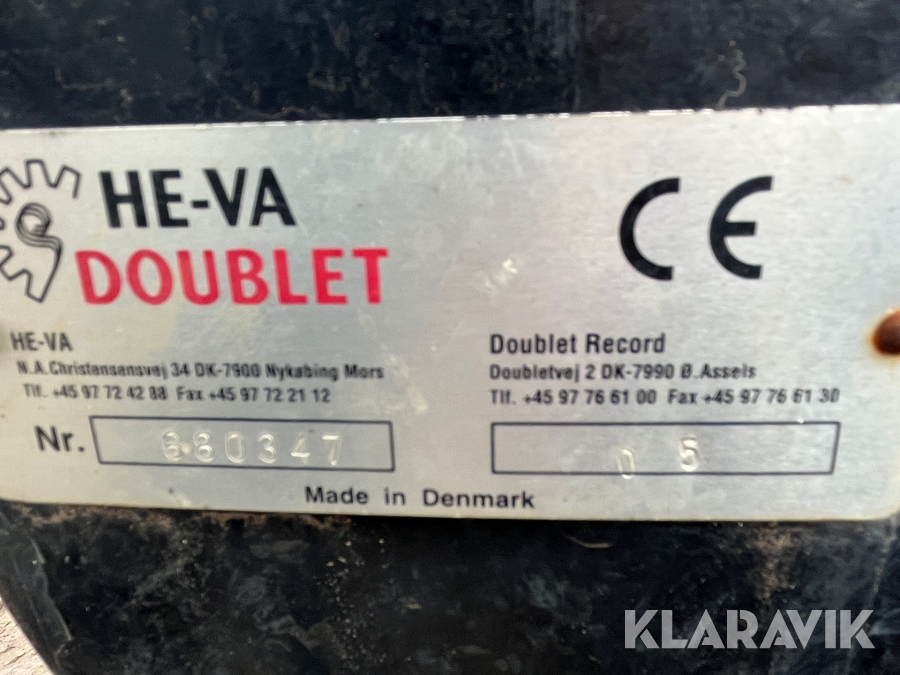 HE-VA
DOUBLET
CE
HE-VA
N.A.Christensensvej 34 DK-7900 Nykøbing Mors
Tlf. +45 97 72 42 88 Fax +45 97 72 21 12
Doublet Record
Doubletvej 2 DK-7990 Ø.Assels
Tlf. +45 97 76 61 00 Fax +45 97 76 61 30
Nr. 680347
05
Made in Denmark
KLARAVIK